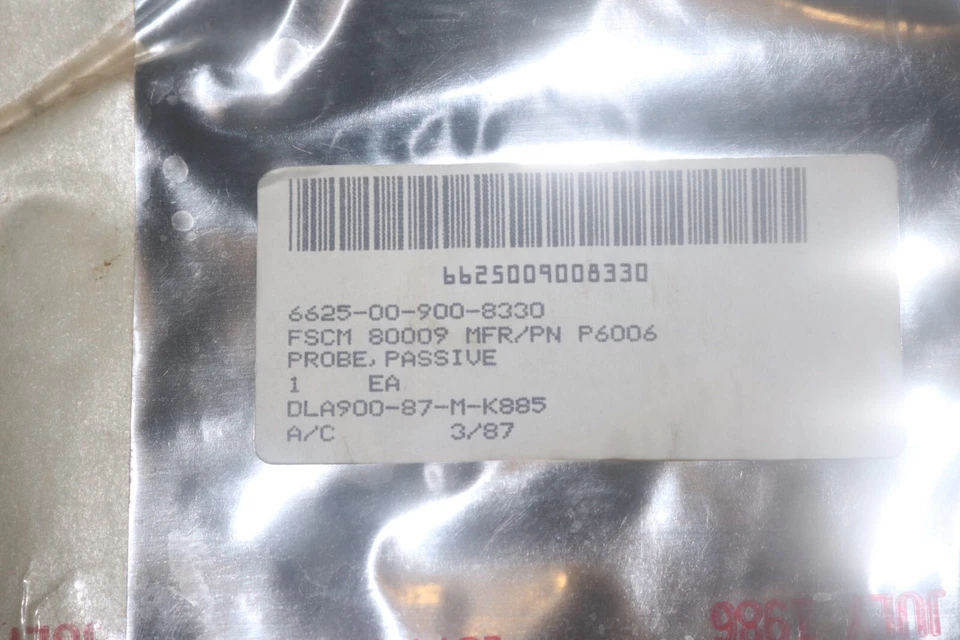 6625009008330
6625-00-900-8330
FSCM 80009 MFR/PN P6006
PROBE, PASSIVE
1 EA
DLA900-87-M-K885
A/C 3/87